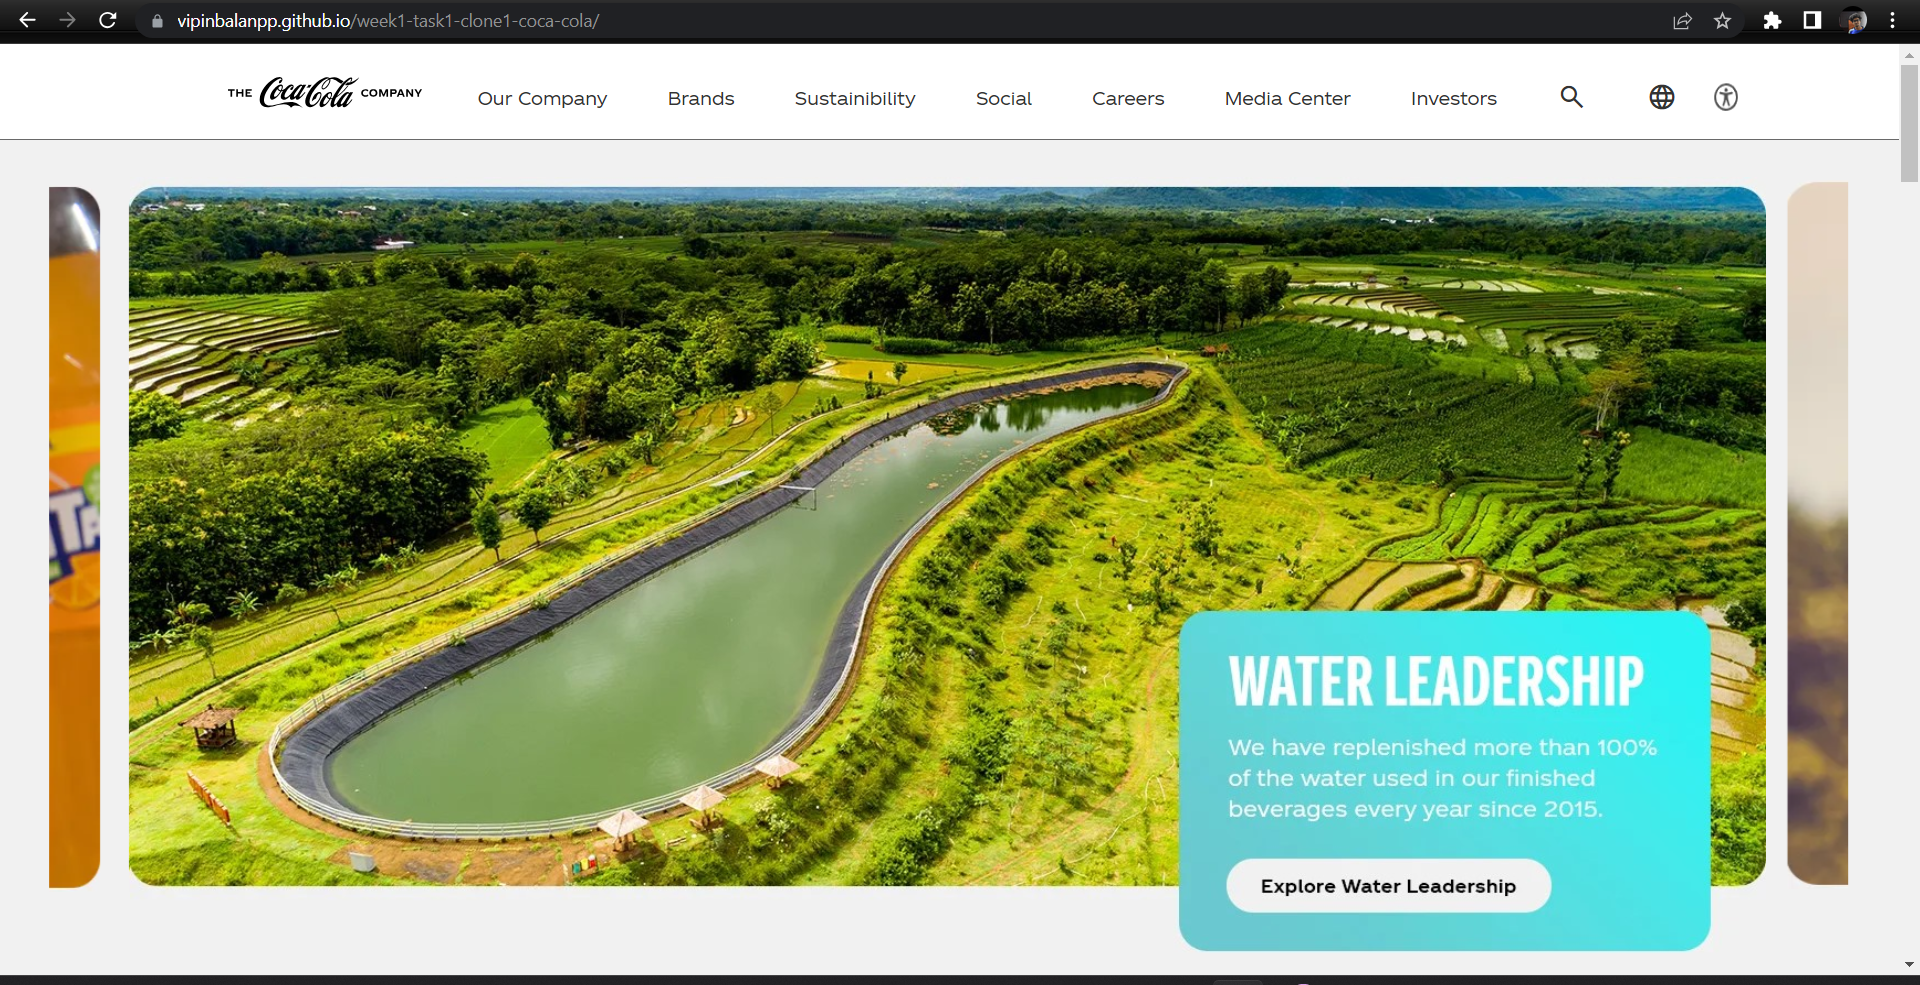 vipinbalanpp.github.io/week1-task1-clone1-coca-cola/
THE Coca-Cola COMPANY
Our Company
Brands
Sustainibility
Social
Careers
Media Center
Investors
WATER LEADERSHIP
We have replenished more than 100%
of the water used in our finished
beverages every year since 2015.
Explore Water Leadership